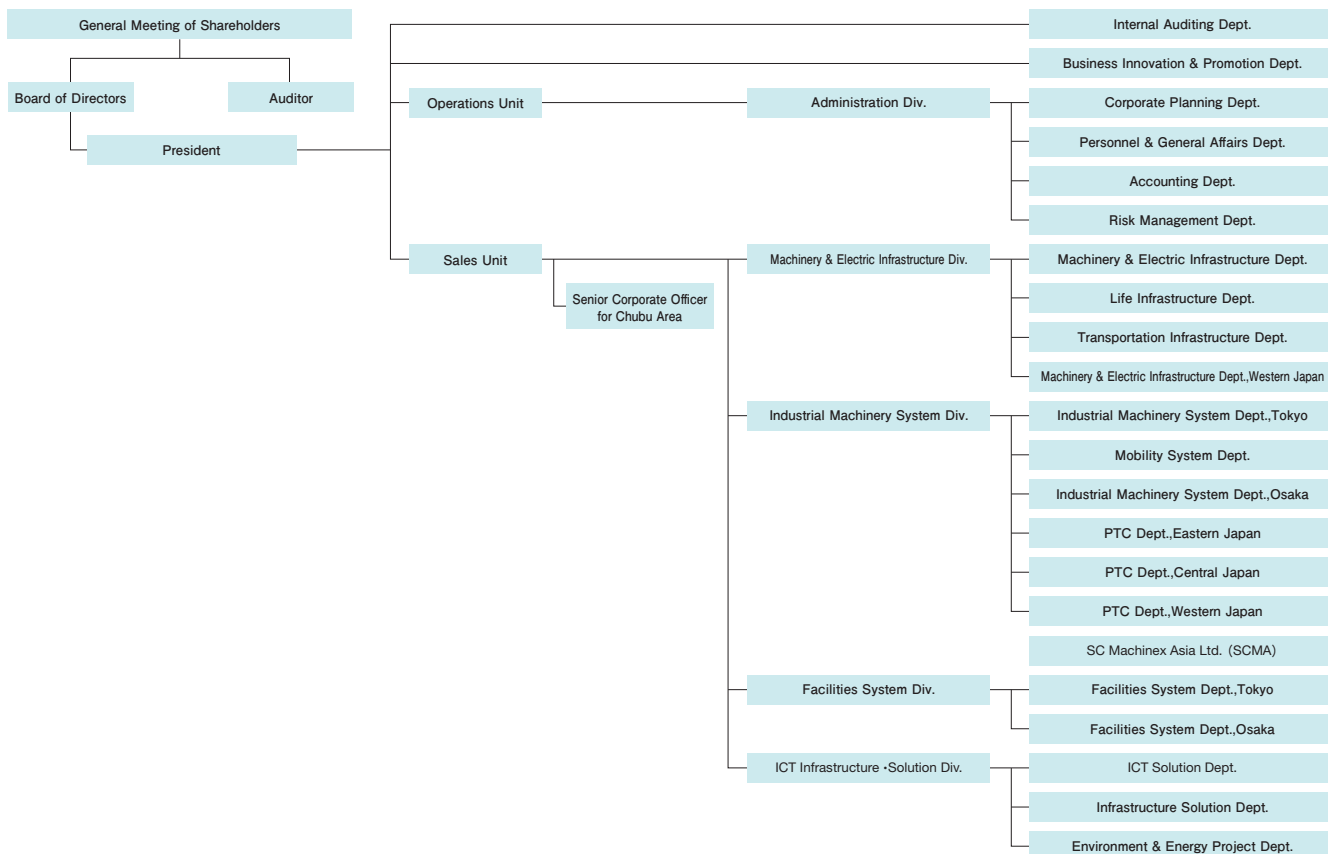 General Meeting of Shareholders
Board of Directors
Auditor
President
Operations Unit
Sales Unit
Senior Corporate Officer
for Chubu Area
Administration Div.
Machinery & Electric Infrastructure Div.
Industrial Machinery System Div.
Facilities System Div.
ICT Infrastructure・Solution Div.
Internal Auditing Dept.
Business Innovation & Promotion Dept.
Corporate Planning Dept.
Personnel & General Affairs Dept.
Accounting Dept.
Risk Management Dept.
Machinery & Electric Infrastructure Dept.
Life Infrastructure Dept.
Transportation Infrastructure Dept.
Machinery & Electric Infrastructure Dept.,Western Japan
Industrial Machinery System Dept.,Tokyo
Mobility System Dept.
Industrial Machinery System Dept.,Osaka
PTC Dept.,Eastern Japan
PTC Dept.,Central Japan
PTC Dept.,Western Japan
SC Machinex Asia Ltd. (SCMA)
Facilities System Dept.,Tokyo
Facilities System Dept.,Osaka
ICT Solution Dept.
Infrastructure Solution Dept.
Environment & Energy Project Dept.